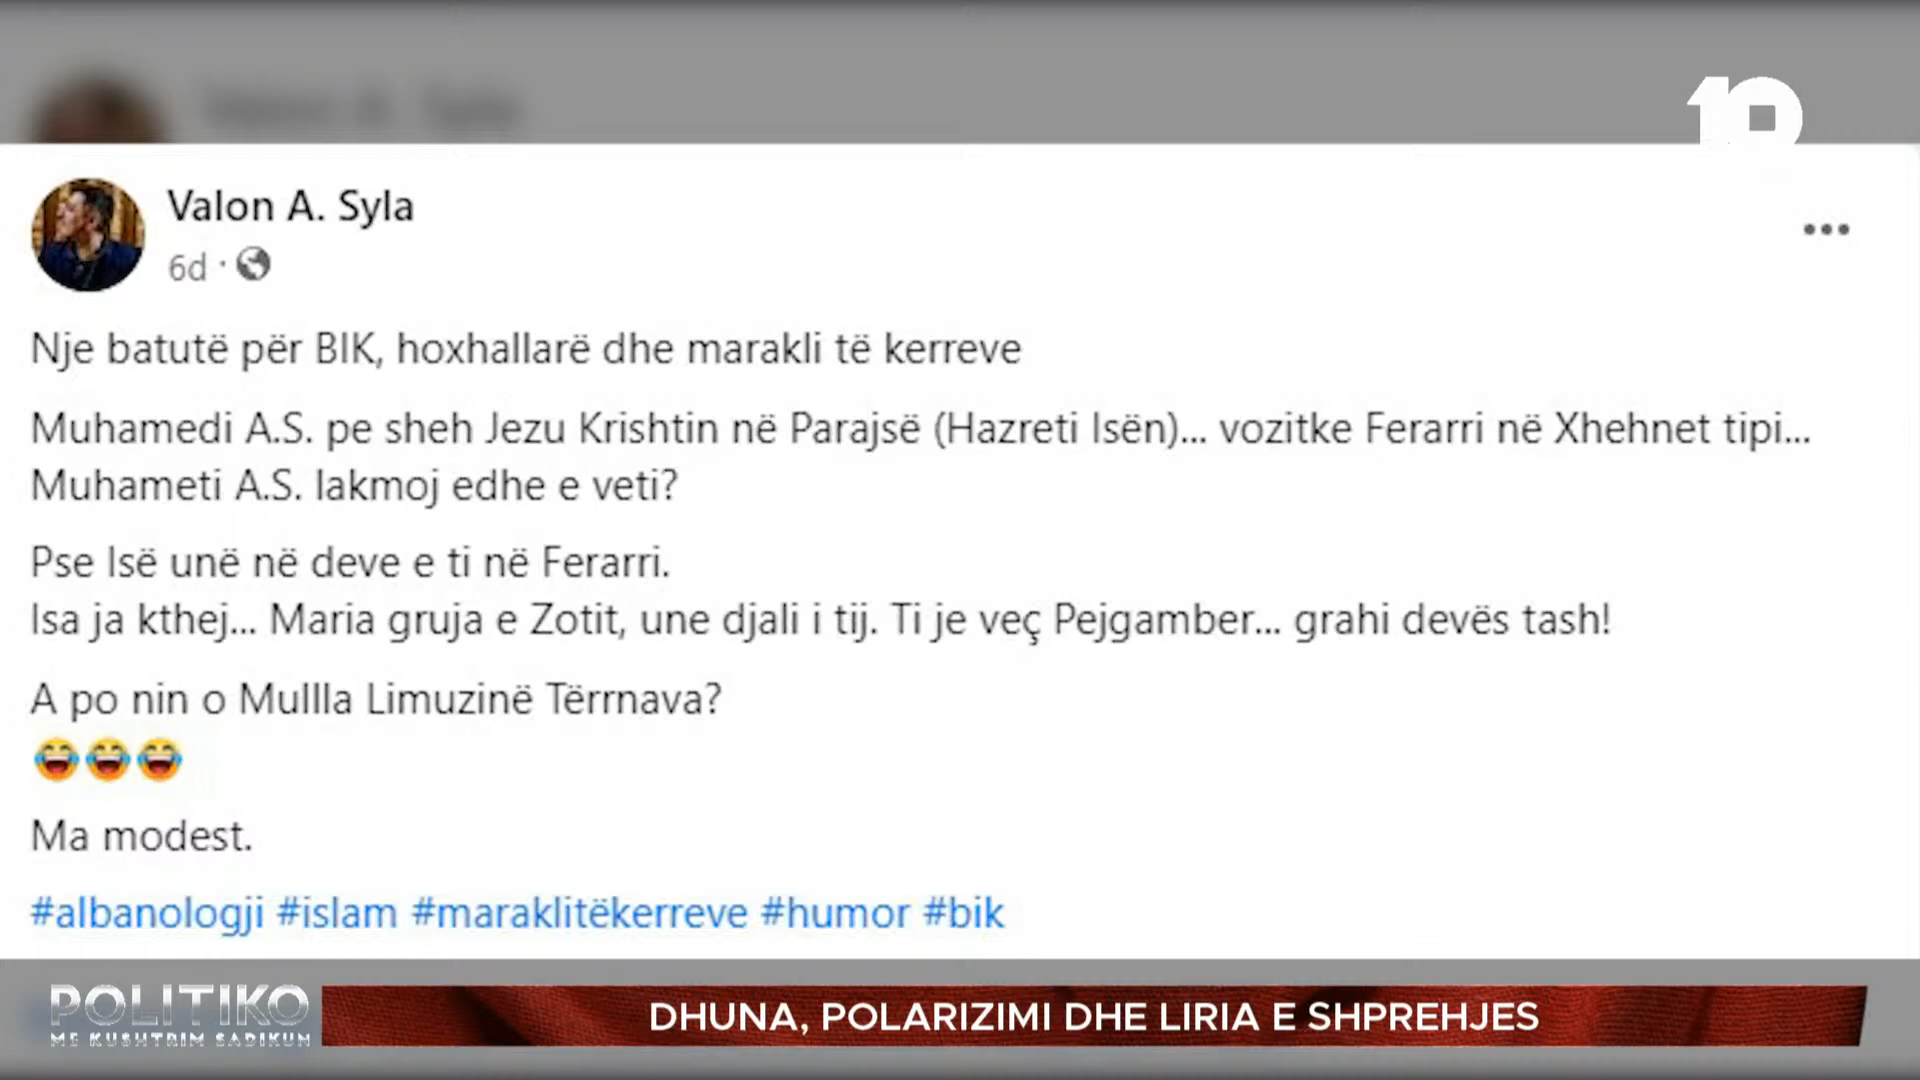 10
Valon A. Syla
Valon A. Syla
6d ·
Nje batutë për BIK, hoxhallarë dhe marakli të kerreve
Muhamedi A.S. pe sheh Jezu Krishtin në Parajsë (Hazreti Isën)... vozitke Ferarri në Xhehnet tipi...
Muhameti A.S. lakmoj edhe e veti?
Pse Isë unë në deve e ti në Ferarri.
Isa ja kthej... Maria gruja e Zotit, une djali i tij. Ti je veç Pejgamber... grahi devës tash!
A po nin o Mullla Limuzinë Tërrnava?
😂😂😂
Ma modest.
#albanologji #islam #maraklitëkerreve #humor #bik
POLITIKO
ME KUSHTRIM SADIKUN
DHUNA, POLARIZIMI DHE LIRIA E SHPREHJES